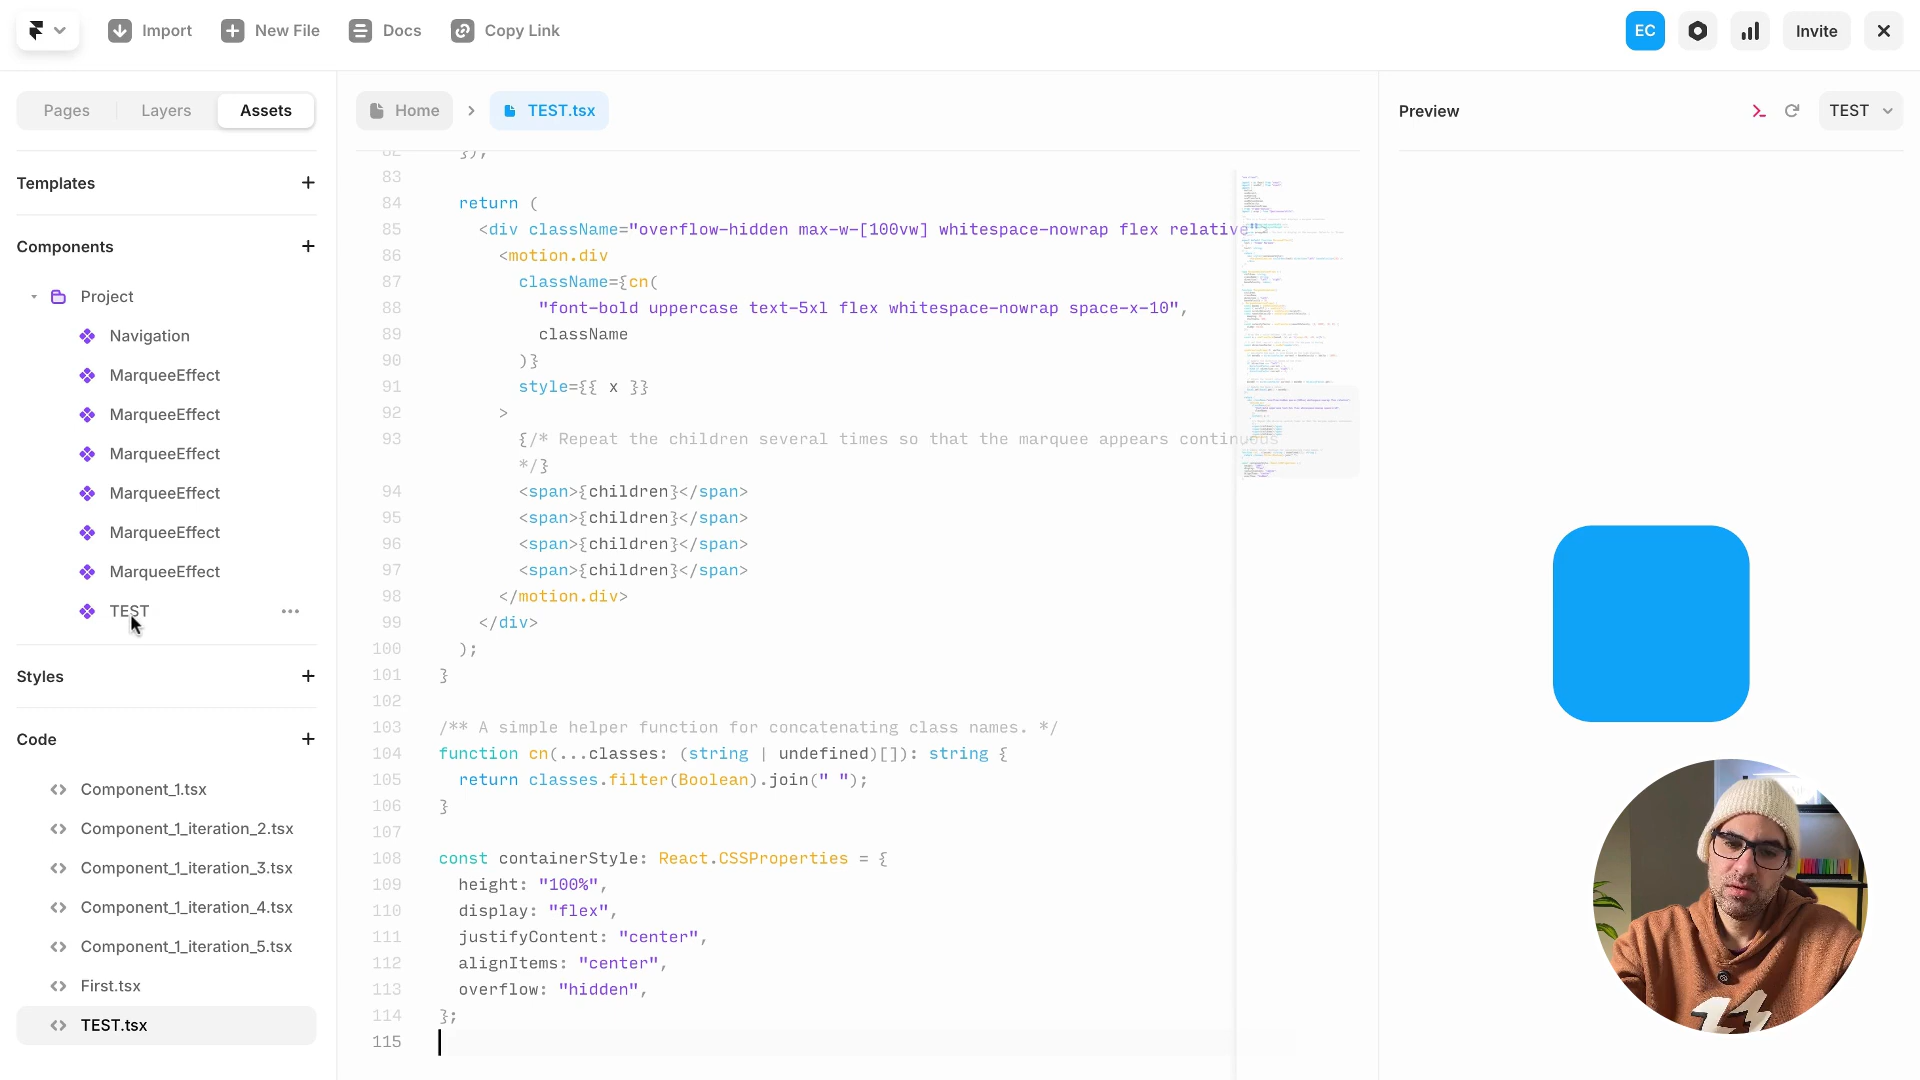 Import
New File
Docs
Copy Link
EC
Invite
Pages
Layers
Assets
Home
TEST.tsx
Preview
TEST
Templates
Components
Project
Navigation
MarqueeEffect
MarqueeEffect
MarqueeEffect
MarqueeEffect
MarqueeEffect
MarqueeEffect
TEST
Styles
Code
Component_1.tsx
Component_1_iteration_2.tsx
Component_1_iteration_3.tsx
Component_1_iteration_4.tsx
Component_1_iteration_5.tsx
First.tsx
TEST.tsx
82 });
83
84 return (
85 <div className="overflow-hidden max-w-[100vw] whitespace-nowrap flex relative
86 <motion.div
87 className={cn(
88 "font-bold uppercase text-5xl flex whitespace-nowrap space-x-10",
89 className
90 )}
91 style={{ x }}
92 >
93 {/* Repeat the children several times so that the marquee appears continuous
*/}
94 <span>{children}</span>
95 <span>{children}</span>
96 <span>{children}</span>
97 <span>{children}</span>
98 </motion.div>
99 </div>
100 );
101 }
102
103 /** A simple helper function for concatenating class names. */
104 function cn(...classes: (string | undefined)[]): string {
105 return classes.filter(Boolean).join(" ");
106 }
107
108 const containerStyle: React.CSSProperties = {
109 height: "100%",
110 display: "flex",
111 justifyContent: "center",
112 alignItems: "center",
113 overflow: "hidden",
114 };
115